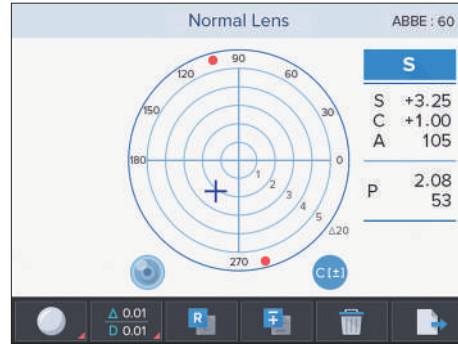 Normal Lens
ABBE : 60
S
S +3.25
C +1.00
A 105
P 2.08
53
90
120
60
150
30
180
0
1
2
3
4
5
Δ20
270
C[±]
Δ 0.01
D 0.01
R
∓